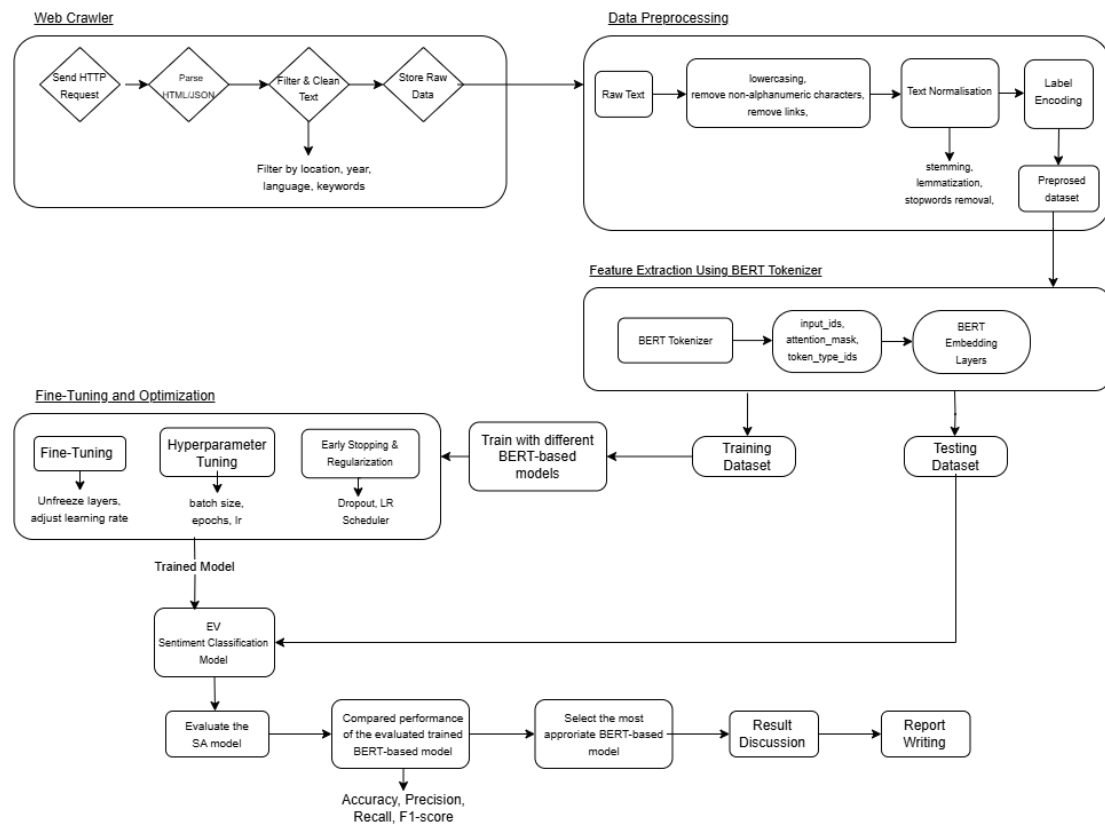 Web Crawler
Data Preprocessing
Send HTTP
Request
Parse
HTML/JSON
Filter & Clean
Text
Store Raw
Data
Filter by location, year,
language, keywords
Raw Text
lowercasing,
remove non-alphanumeric characters,
remove links,
Text Normalisation
Label
Encoding
stemming,
lemmatization,
stopwords removal,
Preprosed
dataset
Feature Extraction Using BERT Tokenizer
BERT Tokenizer
input_ids,
attention_mask,
token_type_ids
BERT
Embedding
Layers
Fine-Tuning and Optimization
Fine-Tuning
Hyperparameter
Tuning
Early Stopping &
Regularization
Unfreeze layers,
adjust learning rate
batch size,
epochs, lr
Dropout, LR
Scheduler
Train with different
BERT-based
models
Training
Dataset
Testing
Dataset
Trained Model
EV
Sentiment Classification
Model
Evaluate the
SA model
Compared performance
of the evaluated trained
BERT-based model
Select the most
approriate BERT-based
model
Result
Discussion
Report
Writing
Accuracy, Precision,
Recall, F1-score